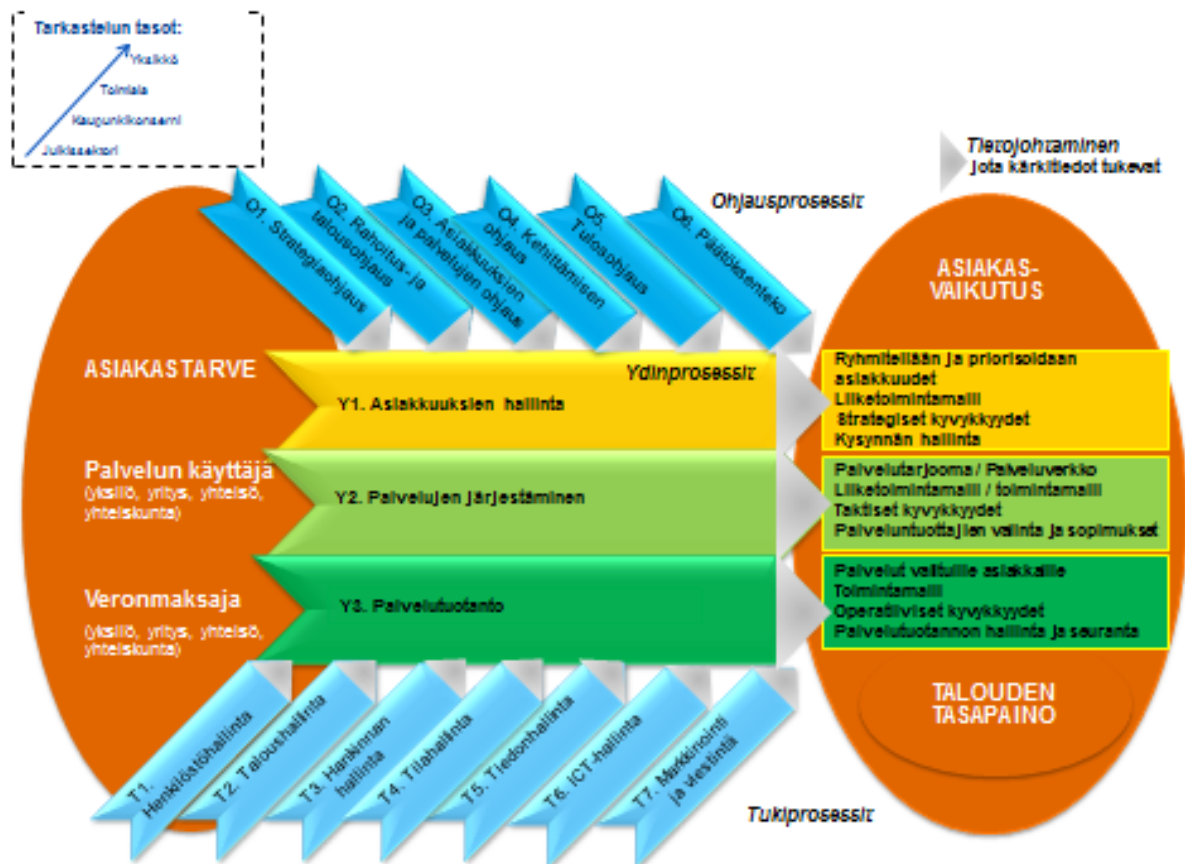 Tarkastelun tasot:
Yksikkö
Toimiala
Kaupunkikonserni
Julkissektori
Tietojohtaminen
jota kärkitiedot tukevat
Ohjausprosessit
O1. Strategiaohjaus
O2. Rahoitus- ja
talousohjaus
O3. Asiakkuuksien
ja palvelujen ohjaus
O4. Kehittämisen
ohjaus
O5.
Tulosohjaus
O6. Päätöksenteko
ASIAKAS-
VAIKUTUS
ASIAKASTARVE
Ydinprosessit
Y1. Asiakkuuksien hallinta
Ryhmitellään ja priorisoidaan
asiakkuudet
Liiketoimintamalli
Strategiset kyvykkyydet
Kysynnän hallinta
Palvelun käyttäjä
(yksilö, yritys, yhteisö,
yhteiskunta)
Y2. Palvelujen järjestäminen
Palvelutarjooma / Palveluverkko
Liiketoimintamalli / toimintamalli
Taktiset kyvykkyydet
Palveluntuottajien valinta ja sopimukset
Veronmaksaja
(yksilö, yritys, yhteisö,
yhteiskunta)
Y3. Palvelutuotanto
Palvelut valituille asiakkaille
Toimintamalli
Operatiiviset kyvykkyydet
Palvelutuotannon hallinta ja seuranta
TALOUDEN
TASAPAINO
T1.
Henkilöstöhallinta
T2. Taloushallinta
T3. Hankinnan
hallinta
T4. Tilahallinta
T5. Tiedonhallinta
T6. ICT-hallinta
T7. Markkinointi
ja viestintä
Tukiprosessit